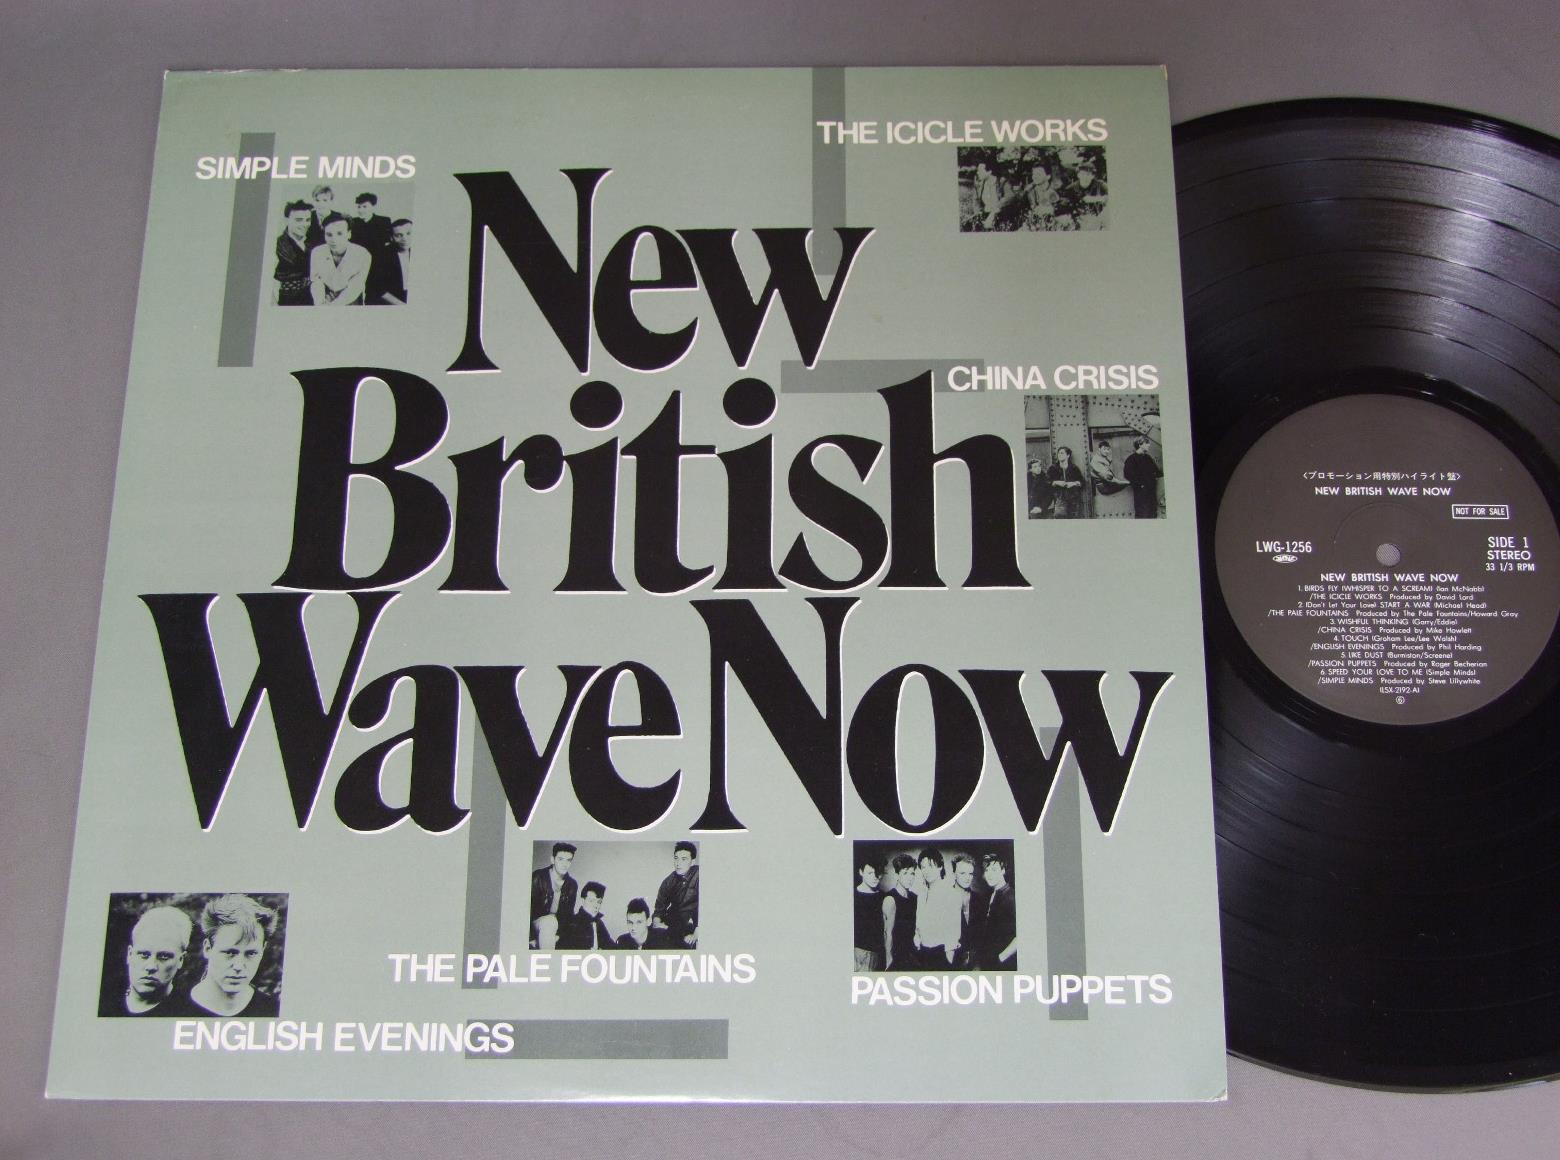 SIMPLE MINDS
THE ICICLE WORKS
New
CHINA CRISIS
British
Wave Now
THE PALE FOUNTAINS
PASSION PUPPETS
ENGLISH EVENINGS
<プロモーション用特別ハイライト盤>
NEW BRITISH WAVE NOW
NOT FOR SALE
LWG-1256
SIDE 1
STEREO
33 1/3 RPM
NEW BRITISH WAVE NOW
1. BIRDS FLY (WHISPER TO A SCREAM) (Ian McNabb)
/THE ICICLE WORKS Produced by David Lord
2. (Don't Let Your Love) START A WAR (Michael Head)
/THE PALE FOUNTAINS Produced by The Pale Fountains/Howard Gray
3. WISHFUL THINKING (Garry/Eddie)
/CHINA CRISIS Produced by Mike Howlett
4. TOUCH (Graham Lee/Lee Walsh)
/ENGLISH EVENINGS Produced by Phil Harding
5. LIKE DUST (Burmiston/Screene)
/PASSION PUPPETS Produced by Roger Becherian
6. SPEED YOUR LOVE TO ME (Simple Minds)
/SIMPLE MINDS Produced by Steve Lillywhite
(LSX-2192-A)